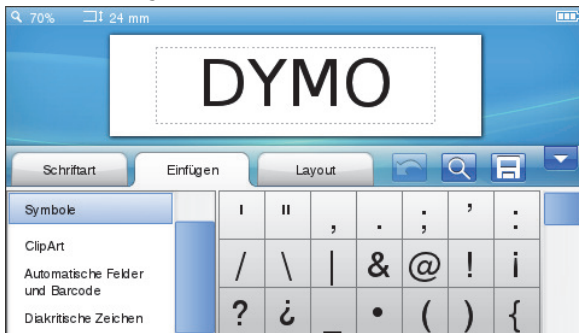 70% 24 mm
DYMO
Schriftart Einfügen Layout
Symbole
ClipArt
Automatische Felder
und Barcode
Diakritische Zeichen
' " , . ; ’ :
/ \ | & @ ! ¡
? ¿ _ • ( ) {